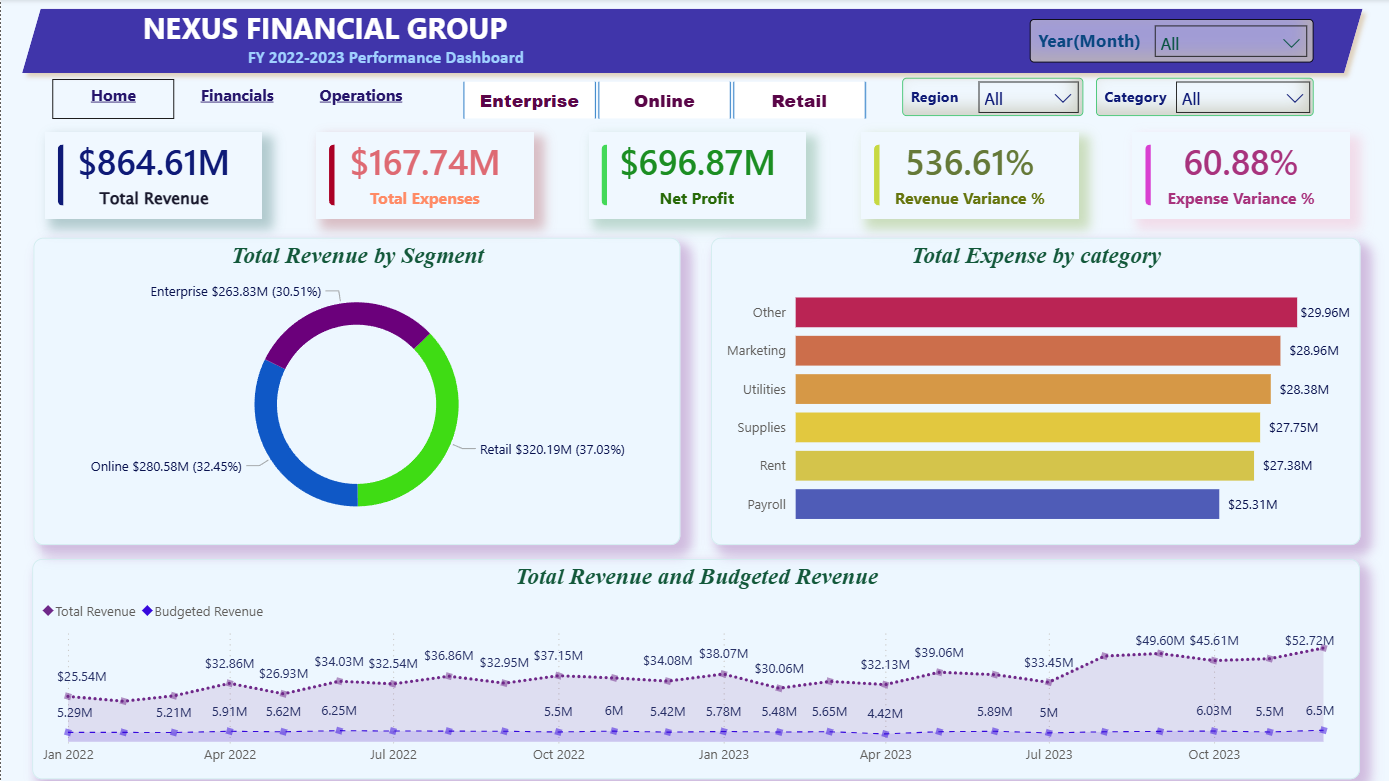 NEXUS FINANCIAL GROUP
FY 2022-2023 Performance Dashboard
Year(Month) All
Home Financials Operations Enterprise Online Retail Region All Category All
$864.61M $167.74M $696.87M 536.61% 60.88%
Total Revenue Total Expenses Net Profit Revenue Variance % Expense Variance %
Total Revenue by Segment
Enterprise $263.83M (30.51%)
Retail $320.19M (37.03%)
Online $280.58M (32.45%)
Total Expense by category
Other $29.96M
Marketing $28.96M
Utilities $28.38M
Supplies $27.75M
Rent $27.38M
Payroll $25.31M
Total Revenue and Budgeted Revenue
Total Revenue Budgeted Revenue
$25.54M $32.86M $26.93M $34.03M $32.54M $36.86M $32.95M $37.15M $34.08M $38.07M $30.06M $32.13M $39.06M $33.45M $49.60M $45.61M $52.72M
5.29M 5.21M 5.91M 5.62M 6.25M 5.5M 6M 5.42M 5.78M 5.48M 5.65M 4.42M 5.89M 5M 6.03M 5.5M 6.5M
Jan 2022 Apr 2022 Jul 2022 Oct 2022 Jan 2023 Apr 2023 Jul 2023 Oct 2023